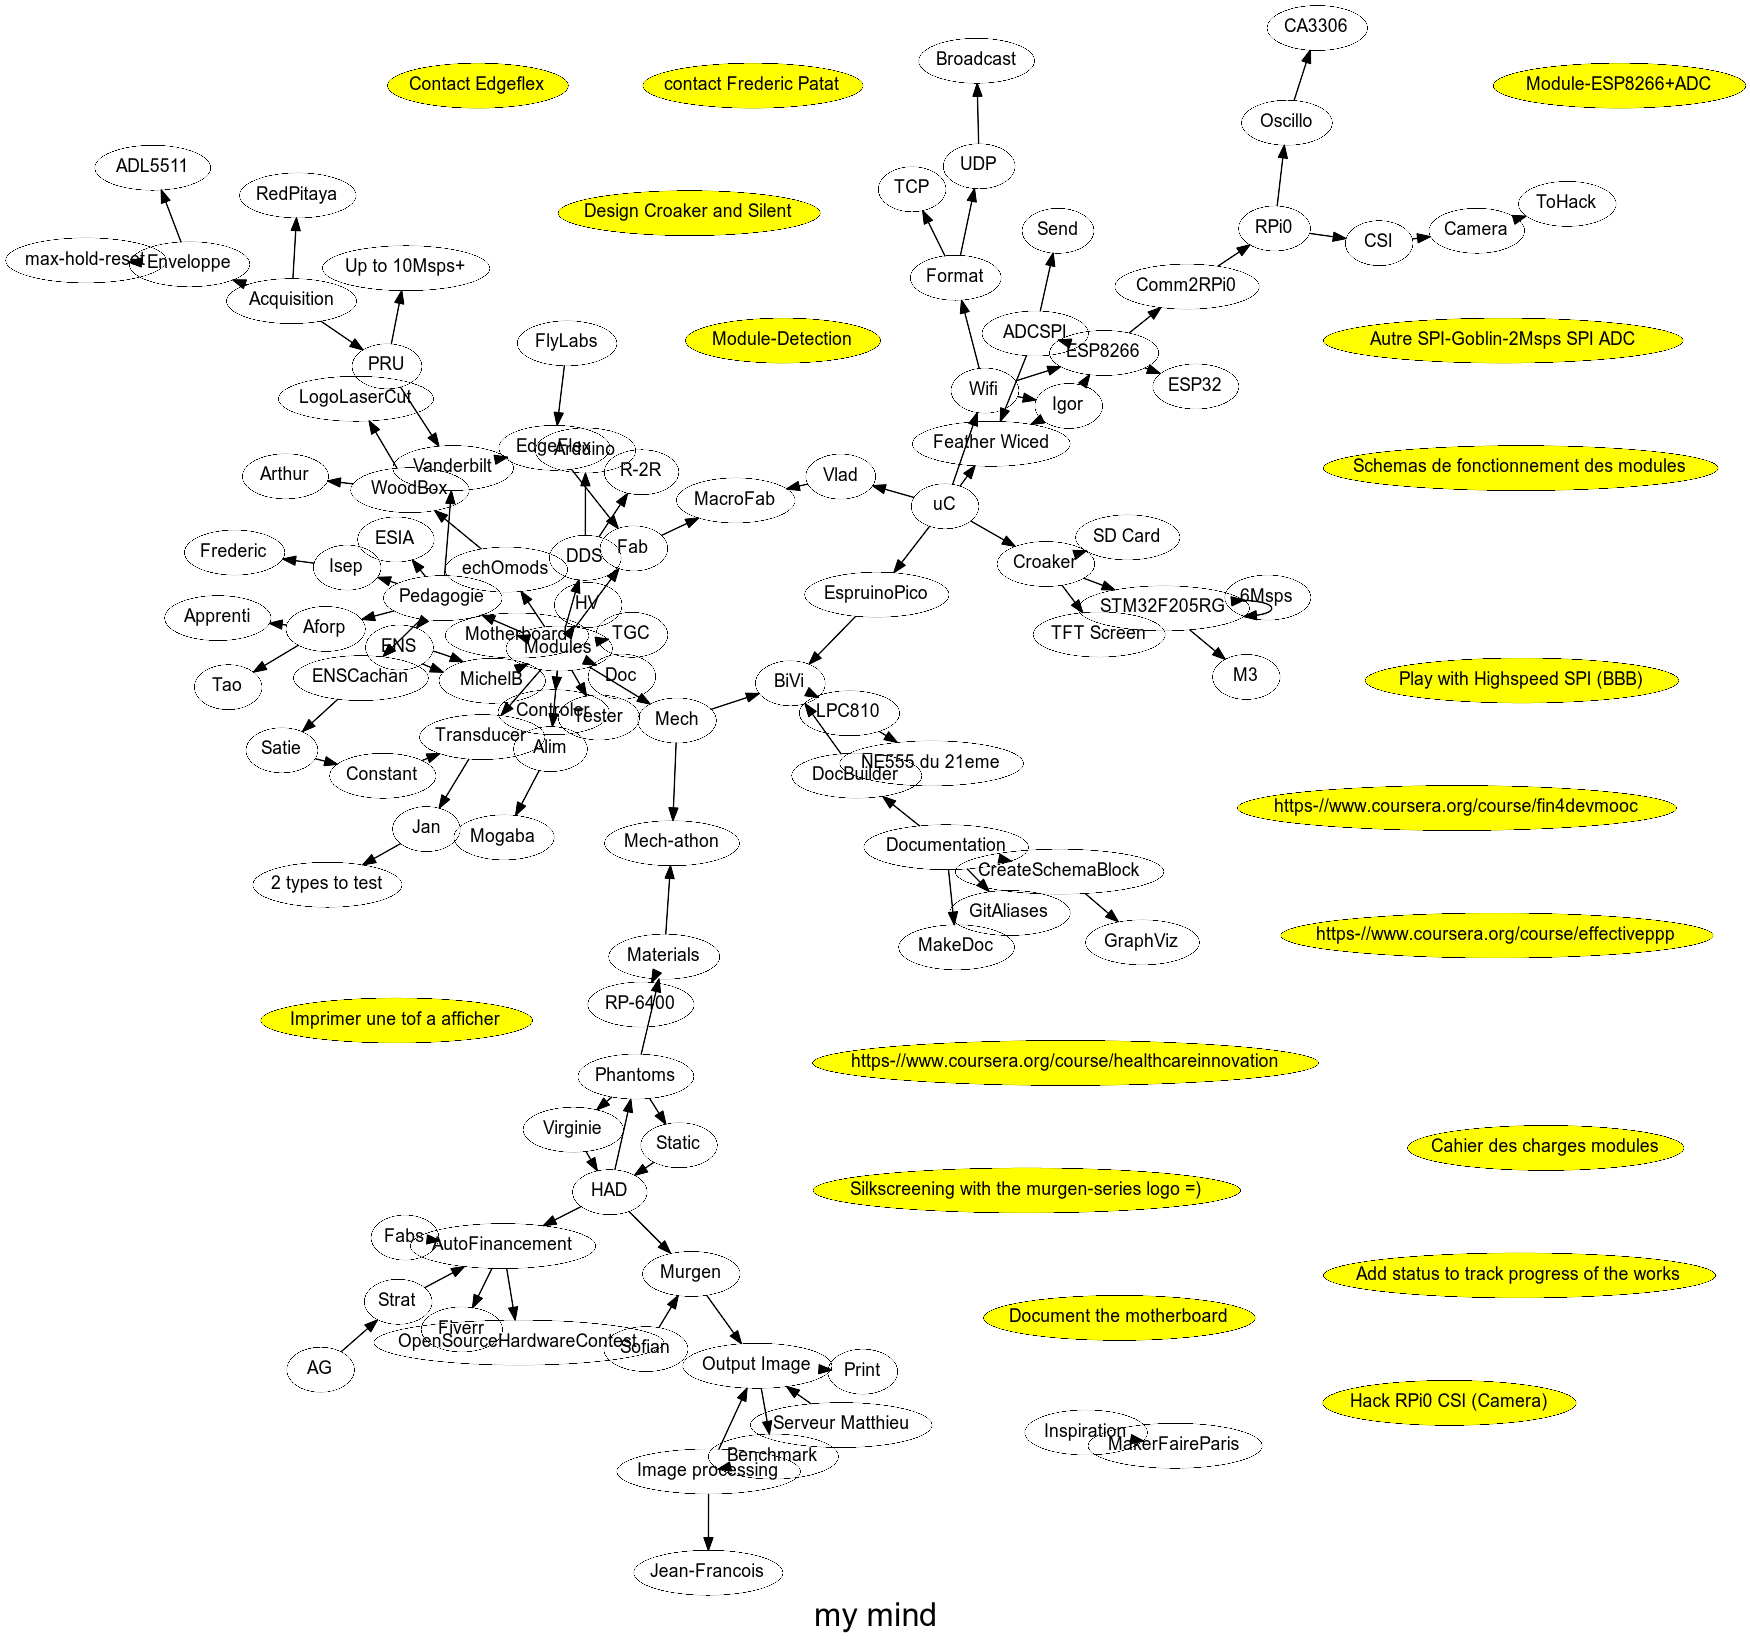 CA3306
Broadcast
Contact Edgeflex
contact Frederic Patat
Module-ESP8266+ADC
Oscillo
ADL5511
UDP
TCP
RedPitaya
ToHack
Design Croaker and Silent
RPi0
Send
Camera
CSI
max-hold-reset
Enveloppe
Up to 10Msps+
Format
Comm2RPi0
Acquisition
ADCSPI
Module-Detection
FlyLabs
Autre SPI-Goblin-2Msps SPI ADC
ESP8266
PRU
ESP32
Wifi
LogoLaserCut
Igor
Feather Wiced
EdgeFlex
Arduino
Vanderbilt
Schemas de fonctionnement des modules
R-2R
Arthur
Vlad
WoodBox
MacroFab
uC
ESIA
SD Card
Frederic
Fab
DDS
Isep
echOmods
Croaker
EspruinoPico
Pedagogie
HV
6Msps
STM32F205RG
Apprenti
Aforp
Motherboard
TGC
TFT Screen
ENS
Modules
Doc
ENSCachan
MichelB
M3
Tao
BiVi
Play with Highspeed SPI (BBB)
Controler
LPC810
Tester
Mech
Transducer
Satie
Alim
NE555 du 21eme
Constant
DocBuilder
https-//www.coursera.org/course/fin4devmooc
Jan
Mogaba
Mech-athon
Documentation
CreateSchemaBlock
2 types to test
GitAliases
https-//www.coursera.org/course/effectiveppp
GraphViz
MakeDoc
Materials
RP-6400
Imprimer une tof a afficher
https-//www.coursera.org/course/healthcareinnovation
Phantoms
Virginie
Static
Cahier des charges modules
HAD
Silkscreening with the murgen-series logo =)
Fabs
AutoFinancement
Murgen
Add status to track progress of the works
Strat
Document the motherboard
Fiverr
OpenSourceHardwareContest
Sofian
Output Image
AG
Print
Hack RPi0 CSI (Camera)
Serveur Matthieu
Inspiration
MakerFaireParis
Benchmark
Image processing
Jean-Francois
my mind